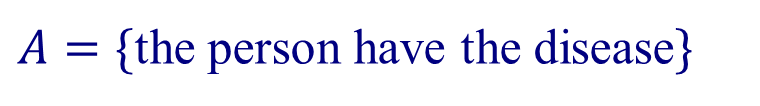 A = {the person have the disease}